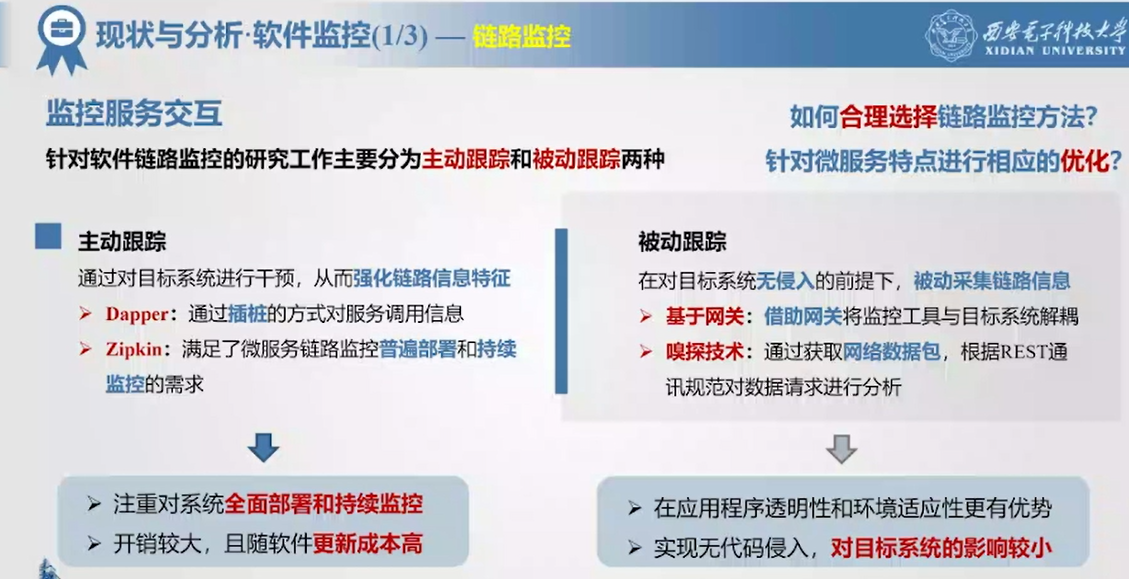 现状与分析·软件监控(1/3) — 链路监控
西安电子科技大学
XIDIAN UNIVERSITY
监控服务交互
针对软件链路监控的研究工作主要分为主动跟踪和被动跟踪两种
如何合理选择链路监控方法？
针对微服务特点进行相应的优化？
主动跟踪
通过对目标系统进行干预，从而强化链路信息特征
➢ Dapper：通过插桩的方式对服务调用信息
➢ Zipkin：满足了微服务链路监控普遍部署和持续
监控的需求
➢ 注重对系统全面部署和持续监控
➢ 开销较大，且随软件更新成本高
被动跟踪
在对目标系统无侵入的前提下，被动采集链路信息
➢ 基于网关：借助网关将监控工具与目标系统解耦
➢ 嗅探技术：通过获取网络数据包，根据REST通
讯规范对数据请求进行分析
➢ 在应用程序透明性和环境适应性更有优势
➢ 实现无代码侵入，对目标系统的影响较小